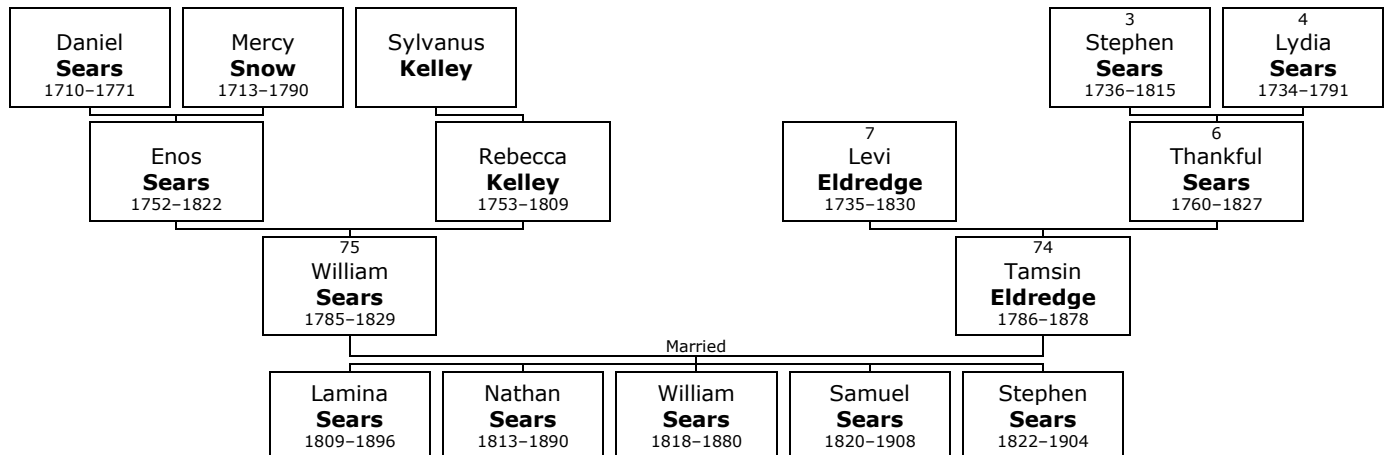 Daniel
Sears
1710–1771
Mercy
Snow
1713–1790
Sylvanus
Kelley
3
Stephen
Sears
1736–1815
4
Lydia
Sears
1734–1791
Enos
Sears
1752–1822
Rebecca
Kelley
1753–1809
7
Levi
Eldredge
1735–1830
6
Thankful
Sears
1760–1827
75
William
Sears
1785–1829
74
Tamsin
Eldredge
1786–1878
Married
Lamina
Sears
1809–1896
Nathan
Sears
1813–1890
William
Sears
1818–1880
Samuel
Sears
1820–1908
Stephen
Sears
1822–1904